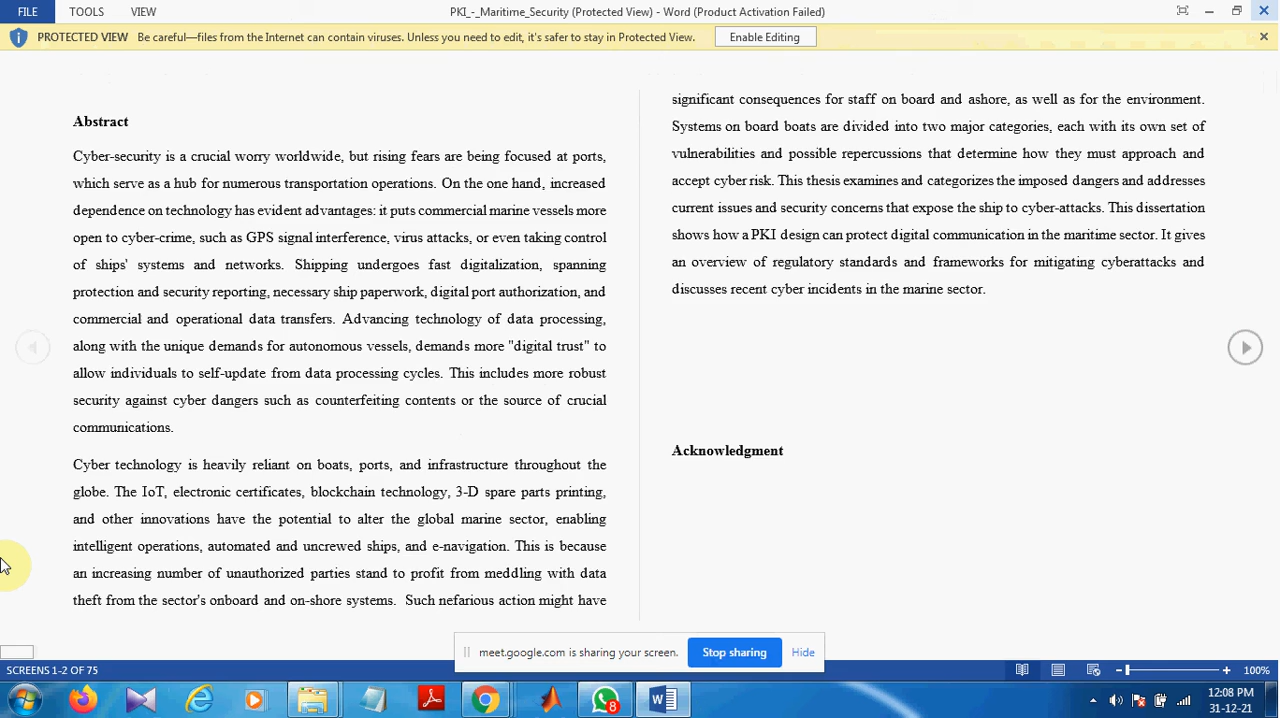 FILE TOOLS VIEW PKI_-_Maritime_Security (Protected View) - Word (Product Activation Failed)
PROTECTED VIEW Be careful—files from the Internet can contain viruses. Unless you need to edit, it's safer to stay in Protected View. Enable Editing
Abstract
Cyber-security is a crucial worry worldwide, but rising fears are being focused at ports,
which serve as a hub for numerous transportation operations. On the one hand, increased
dependence on technology has evident advantages: it puts commercial marine vessels more
open to cyber-crime, such as GPS signal interference, virus attacks, or even taking control
of ships' systems and networks. Shipping undergoes fast digitalization, spanning
protection and security reporting, necessary ship paperwork, digital port authorization, and
commercial and operational data transfers. Advancing technology of data processing,
along with the unique demands for autonomous vessels, demands more "digital trust" to
allow individuals to self-update from data processing cycles. This includes more robust
security against cyber dangers such as counterfeiting contents or the source of crucial
communications.
Cyber technology is heavily reliant on boats, ports, and infrastructure throughout the
globe. The IoT, electronic certificates, blockchain technology, 3-D spare parts printing,
and other innovations have the potential to alter the global marine sector, enabling
intelligent operations, automated and uncrewed ships, and e-navigation. This is because
an increasing number of unauthorized parties stand to profit from meddling with data
theft from the sector's onboard and on-shore systems. Such nefarious action might have
significant consequences for staff on board and ashore, as well as for the environment.
Systems on board boats are divided into two major categories, each with its own set of
vulnerabilities and possible repercussions that determine how they must approach and
accept cyber risk. This thesis examines and categorizes the imposed dangers and addresses
current issues and security concerns that expose the ship to cyber-attacks. This dissertation
shows how a PKI design can protect digital communication in the maritime sector. It gives
an overview of regulatory standards and frameworks for mitigating cyberattacks and
discusses recent cyber incidents in the marine sector.
Acknowledgment
meet.google.com is sharing your screen. Stop sharing Hide
SCREENS 1-2 OF 75 100%
8
12:08 PM
31-12-21